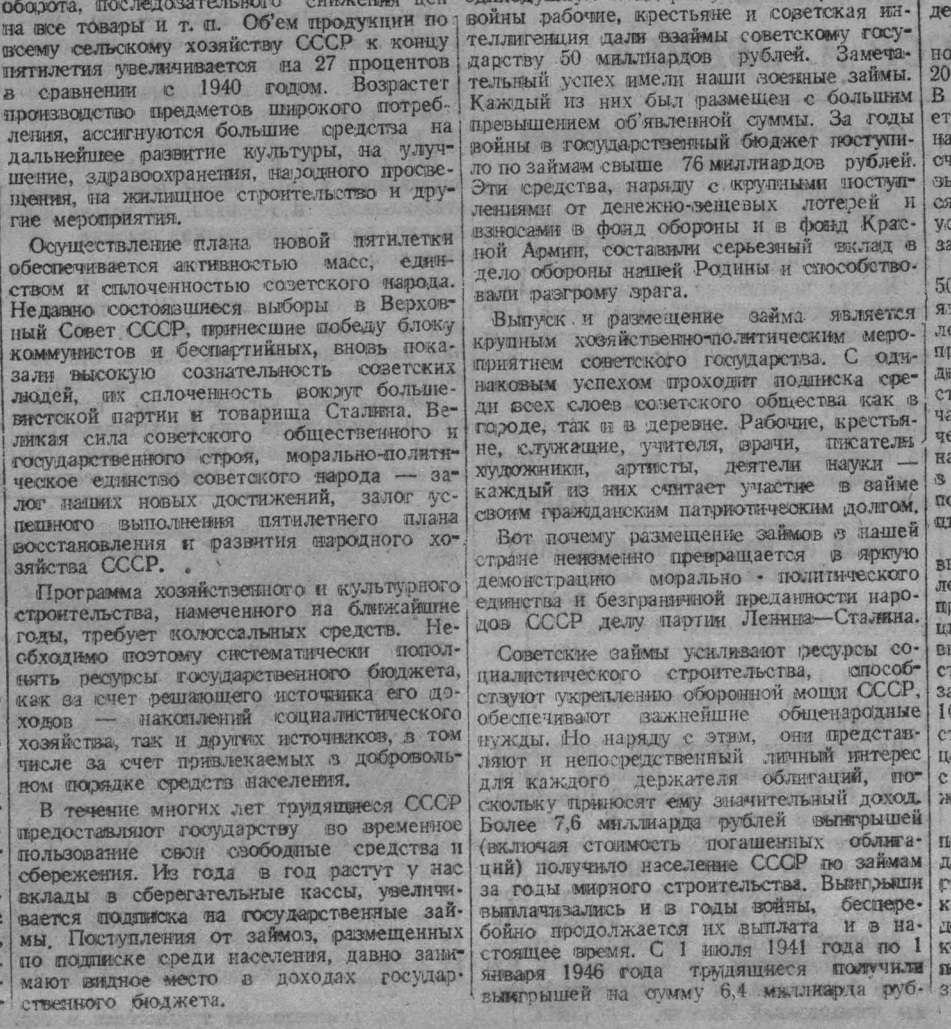 оборота, последовательного снижения цен
на все товары и т. п. Об'ем продукции по
всему сельскому хозяйству СССР к концу
пятилетия увеличивается на 27 процентов
в сравнении с 1940 годом. Возрастет
производство предметов широкого потреб-
ления, ассигнуются большие средства на
дальнейшее развитие культуры, на улуч-
шение, здравоохранения, народного просве-
щения, на жилищное строительство и дру-
гие мероприятия.
Осуществление плана новой пятилетки
обеспечивается активностью масс, един-
ством и сплоченностью советского народа.
Недавно состоявшиеся выборы в Верхов-
ный Совет СССР, принесшие победу блоку
коммунистов и беспартийных, вновь пока-
зали высокую сознательность советских
людей, их сплоченность вокруг больше-
вистской партии и товарища Сталина. Ве-
ликая сила советского общественного и
государственного строя, морально-полити-
ческое единство советского народа — за-
лог наших новых достижений, залог ус-
пешного выполнения пятилетнего плана
восстановления и развития народного хо-
зяйства СССР.
Программа хозяйственного и культурного
строительства, намеченного на ближайшие
годы, требует колоссальных средств. Не-
обходимо поэтому систематически попол-
нять ресурсы государственного бюджета,
как за счет решающего источника его до-
ходов — накоплений социалистического
хозяйства, так и других источников, в том
числе за счет привлекаемых в доброволь-
ном порядке средств населения.
В течение многих лет трудящиеся СССР
предоставляют государству во временное
пользование свои свободные средства и
сбережения. Из года в год растут у нас
вклады в сберегательные кассы, увеличи-
вается подписка на государственные зай-
мы. Поступления от займов, размещенных
по подписке среди населения, давно зани-
мают видное место в доходах государ-
ственного бюджета.
войны рабочие, крестьяне и советская ин-
теллигенция дали взаймы советскому госу-
дарству 50 миллиардов рублей. Замеча-
тельный успех имели наши военные займы.
Каждый из них был размещен с большим
превышением об'явленной суммы. За годы
войны в государственный бюджет поступи-
ло по займам свыше 76 миллиардов рублей.
Эти средства, наряду с крупными поступ-
лениями от денежно-вещевых лотерей и
взносами в фонд обороны и в фонд Крас-
ной Армии, составили серьезный вклад в
дело обороны нашей Родины и способство-
вали разгрому врага.
Выпуск и размещение займа является
крупным хозяйственно-политическим меро-
приятием советского государства. С оди-
наковым успехом проходит подписка сре-
ди всех слоев советского общества как в
городе, так и в деревне. Рабочие, крестья-
не, служащие, учителя, врачи, писатели
художники, артисты, деятели науки —
каждый из них считает участие в займе
своим гражданским патриотическим долгом.
Вот почему размещение займов в нашей
стране неизменно превращается в яркую
демонстрацию морально - политического
единства и безграничной преданности наро-
дов СССР делу партии Ленина—Сталина.
Советские займы усиливают ресурсы со-
циалистического строительства, способ-
ствуют укреплению оборонной мощи СССР,
обеспечивают важнейшие общенародные
нужды. Но наряду с этим, они представ-
ляют и непосредственный личный интерес
для каждого держателя облигаций, по-
скольку приносят ему значительный доход.
Более 7,6 миллиарда рублей выигрышей
(включая стоимость погашенных облига-
ций) получило население СССР по займам
за годы мирного строительства. Выигрыши
выплачивались и в годы войны, беспере-
бойно продолжается их выплата и в на-
стоящее время. С 1 июля 1941 года по 1
января 1946 года трудящиеся получили
выигрышей на сумму 6,4 миллиарда руб-